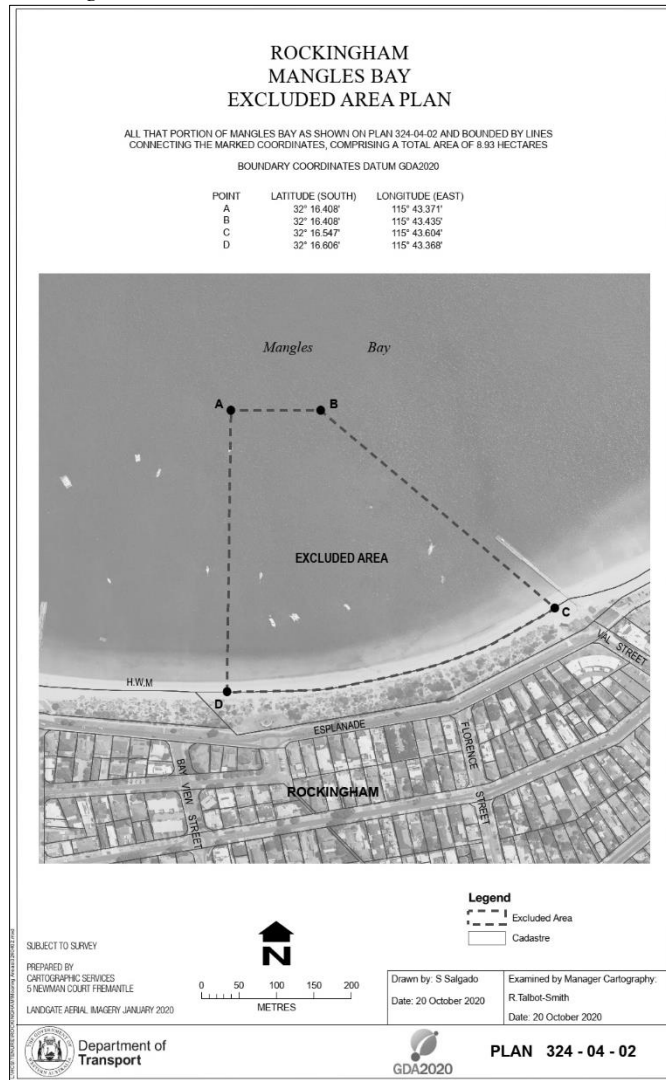 ROCKINGHAM
MANGLES BAY
EXCLUDED AREA PLAN
ALL THAT PORTION OF MANGLES BAY AS SHOWN ON PLAN 324-04-02 AND BOUNDED BY LINES
CONNECTING THE MARKED COORDINATES, COMPRISING A TOTAL AREA OF 8.93 HECTARES
BOUNDARY COORDINATES DATUM GDA2020
POINT LATITUDE (SOUTH) LONGITUDE (EAST)
A 32° 16.408' 115° 43.371'
B 32° 16.408' 115° 43.435'
C 32° 16.547' 115° 43.604'
D 32° 16.606' 115° 43.368'
Mangles Bay
A
B
EXCLUDED AREA
C
VAL STREET
H.W.M
D
ESPLANADE
BAY VIEW STREET
FLORENCE STREET
ROCKINGHAM
Legend
Excluded Area
Cadastre
N
0 50 100 150 200
METRES
SUBJECT TO SURVEY
PREPARED BY
CARTOGRAPHIC SERVICES
5 NEWMAN COURT FREMANTLE
LANDGATE AERIAL IMAGERY JANUARY 2020
Drawn by: S Salgado
Date: 20 October 2020
Examined by Manager Cartography:
R.Talbot-Smith
Date: 20 October 2020
Department of
Transport
GDA2020
PLAN 324 - 04 - 02